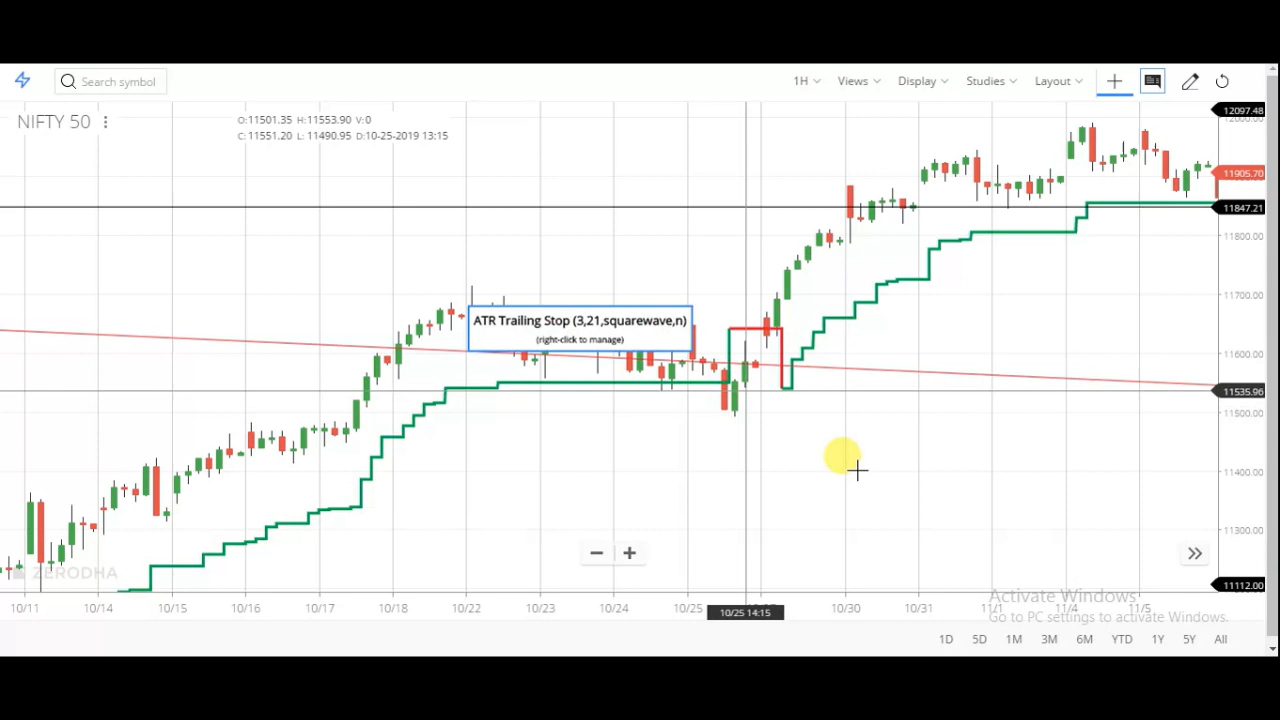 Search symbol
1H Views Display Studies Layout
NIFTY 50
O:11501.35 H:11553.90 V:0
C:11551.20 L: 11490.95 D:10-25-2019 13:15
12097.48
11905.70
11847.21
11800.00
11700.00
11600.00
11535.96
11500.00
11400.00
11300.00
11112.00
ATR Trailing Stop (3,21,squarewave,n)
(right-click to manage)
ZERODHA
10/11 10/14 10/15 10/16 10/17 10/18 10/22 10/23 10/24 10/25 10/30 10/31 11/1 11/4 11/5
10/25 14:15
Activate Windows
Go to PC settings to activate Windows.
1D 5D 1M 3M 6M YTD 1Y 5Y All